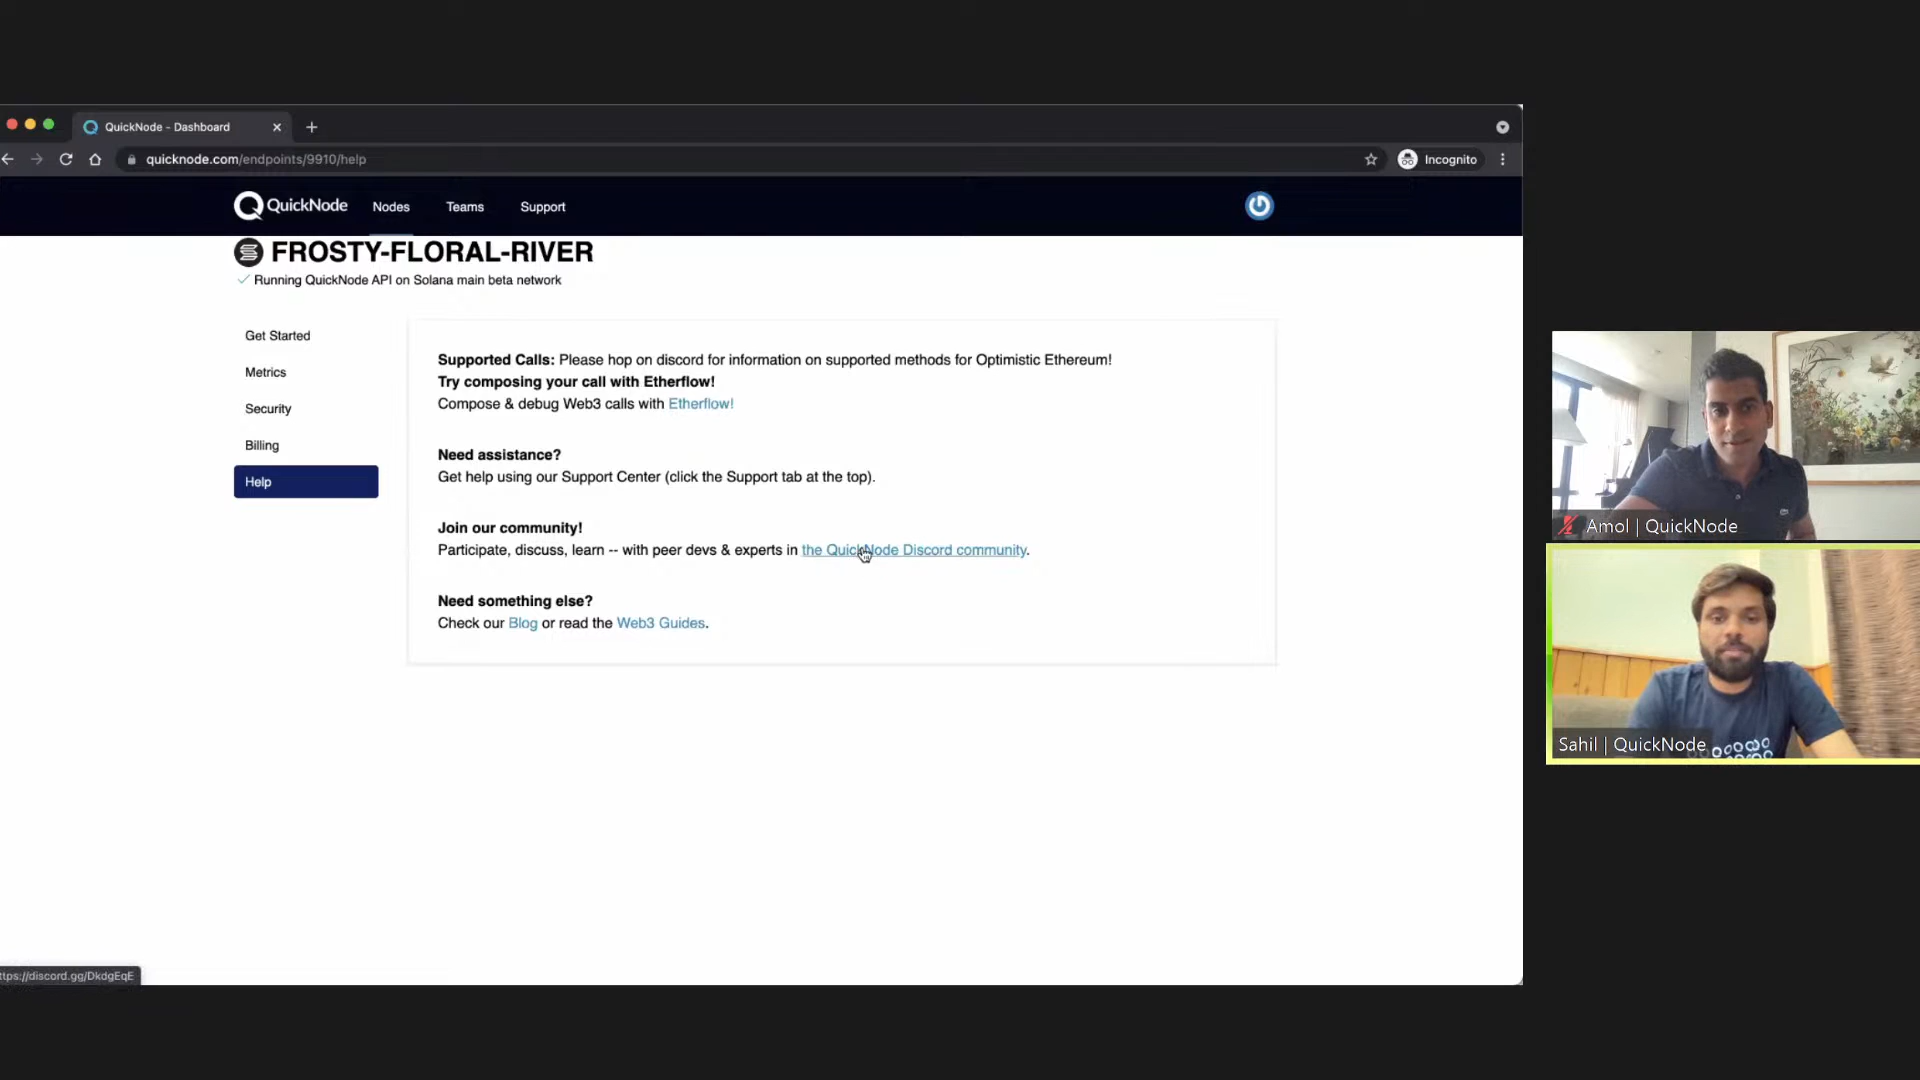 QuickNode - Dashboard
quicknode.com/endpoints/9910/help
Incognito
QuickNode Nodes Teams Support
FROSTY-FLORAL-RIVER
Running QuickNode API on Solana main beta network
Get Started
Metrics
Security
Billing
Help
Supported Calls: Please hop on discord for information on supported methods for Optimistic Ethereum!
Try composing your call with Etherflow!
Compose & debug Web3 calls with Etherflow!
Need assistance?
Get help using our Support Center (click the Support tab at the top).
Join our community!
Participate, discuss, learn -- with peer devs & experts in the QuickNode Discord community.
Need something else?
Check our Blog or read the Web3 Guides.
Amol | QuickNode
Sahil | QuickNode
ttps://discord.gg/DkdgEqE